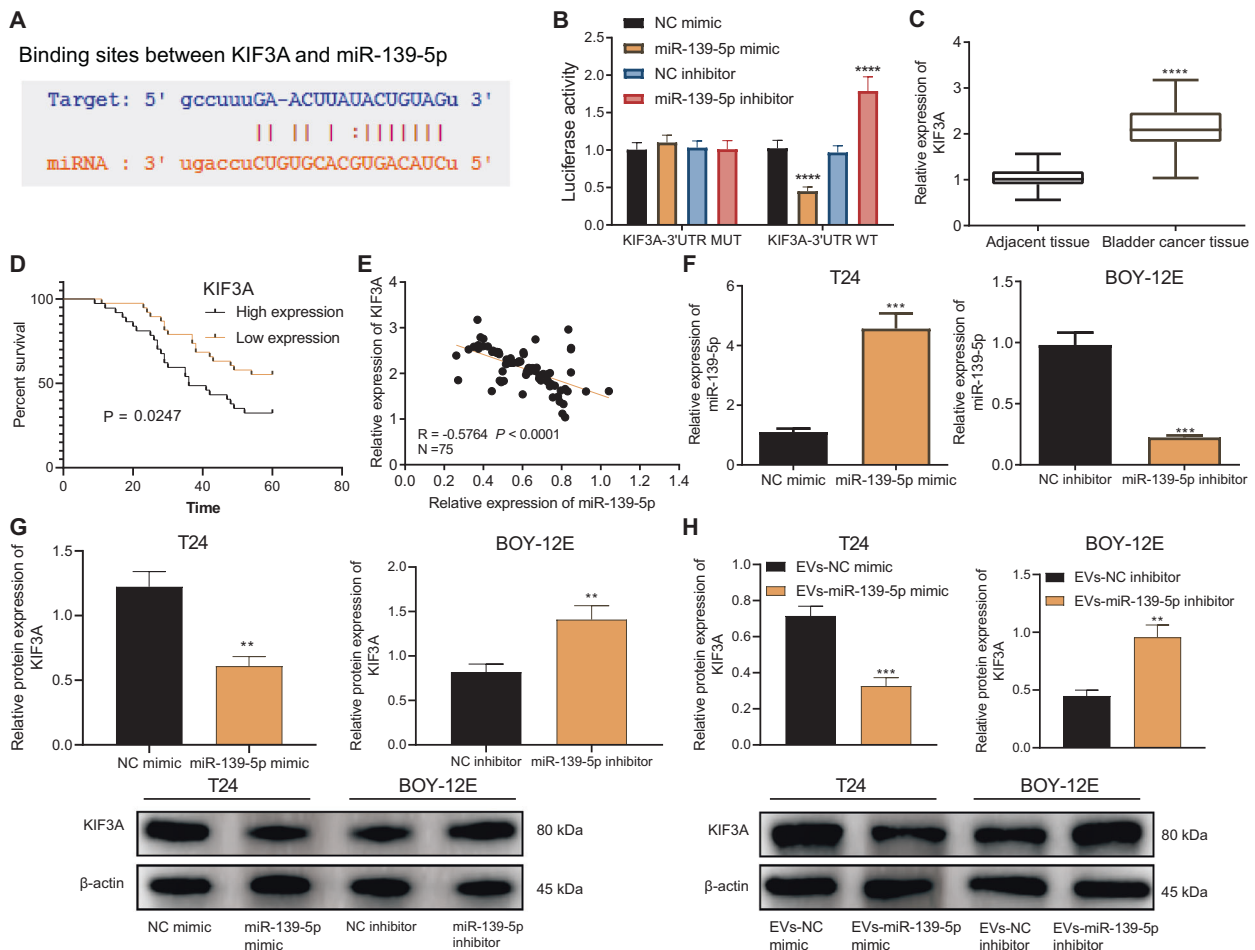 A
Binding sites between KIF3A and miR-139-5p
Target: 5' gccuuuGA-ACUUAUACUGUAGu 3'
|| || | :|||||||
miRNA : 3' ugaccuCUGUGCACGUGACAUCu 5'
B
NC mimic
miR-139-5p mimic
NC inhibitor
miR-139-5p inhibitor
Luciferase activity
2.5
2.0
1.5
1.0
0.5
0.0
****
****
KIF3A-3'UTR MUT
KIF3A-3'UTR WT
C
Relative expression of
KIF3A
4
3
2
1
0
****
Adjacent tissue
Bladder cancer tissue
D
KIF3A
High expression
Low expression
Percent survival
100
50
0
P = 0.0247
0
20
40
60
80
Time
E
Relative expression of KIF3A
4
3
2
1
0
R = -0.5764 P < 0.0001
N =75
0.0
0.2
0.4
0.6
0.8
1.0
1.2
1.4
Relative expression of miR-139-5p
F
T24
Relative expression of
miR-139-5p
6
4
2
0
***
NC mimic
miR-139-5p mimic
BOY-12E
Relative expression of
miR-139-5p
1.5
1.0
0.5
0.0
***
NC inhibitor
miR-139-5p inhibitor
G
T24
Relative protein expression of
KIF3A
1.5
1.0
0.5
0.0
**
NC mimic
miR-139-5p mimic
BOY-12E
Relative protein expression of
KIF3A
2.0
1.5
1.0
0.5
0.0
**
NC inhibitor
miR-139-5p inhibitor
T24
BOY-12E
KIF3A
80 kDa
β-actin
45 kDa
NC mimic
miR-139-5p
mimic
NC inhibitor
miR-139-5p
inhibitor
H
T24
EVs-NC mimic
EVs-miR-139-5p mimic
Relative protein expression of
KIF3A
0.8
0.6
0.4
0.2
0.0
***
BOY-12E
EVs-NC inhibitor
EVs-miR-139-5p inhibitor
Relative protein expression of
KIF3A
1.5
1.0
0.5
0.0
**
T24
BOY-12E
KIF3A
80 kDa
β-actin
45 kDa
EVs-NC
mimic
EVs-miR-139-5p
mimic
EVs-NC
inhibitor
EVs-miR-139-5p
inhibitor